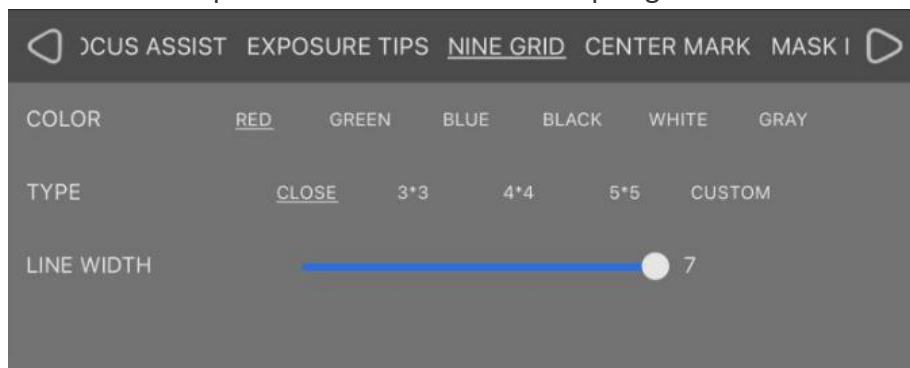 OCUS ASSIST EXPOSURE TIPS NINE GRID CENTER MARK MASK
COLOR RED GREEN BLUE BLACK WHITE GRAY
TYPE CLOSE 3*3 4*4 5*5 CUSTOM
LINE WIDTH 7